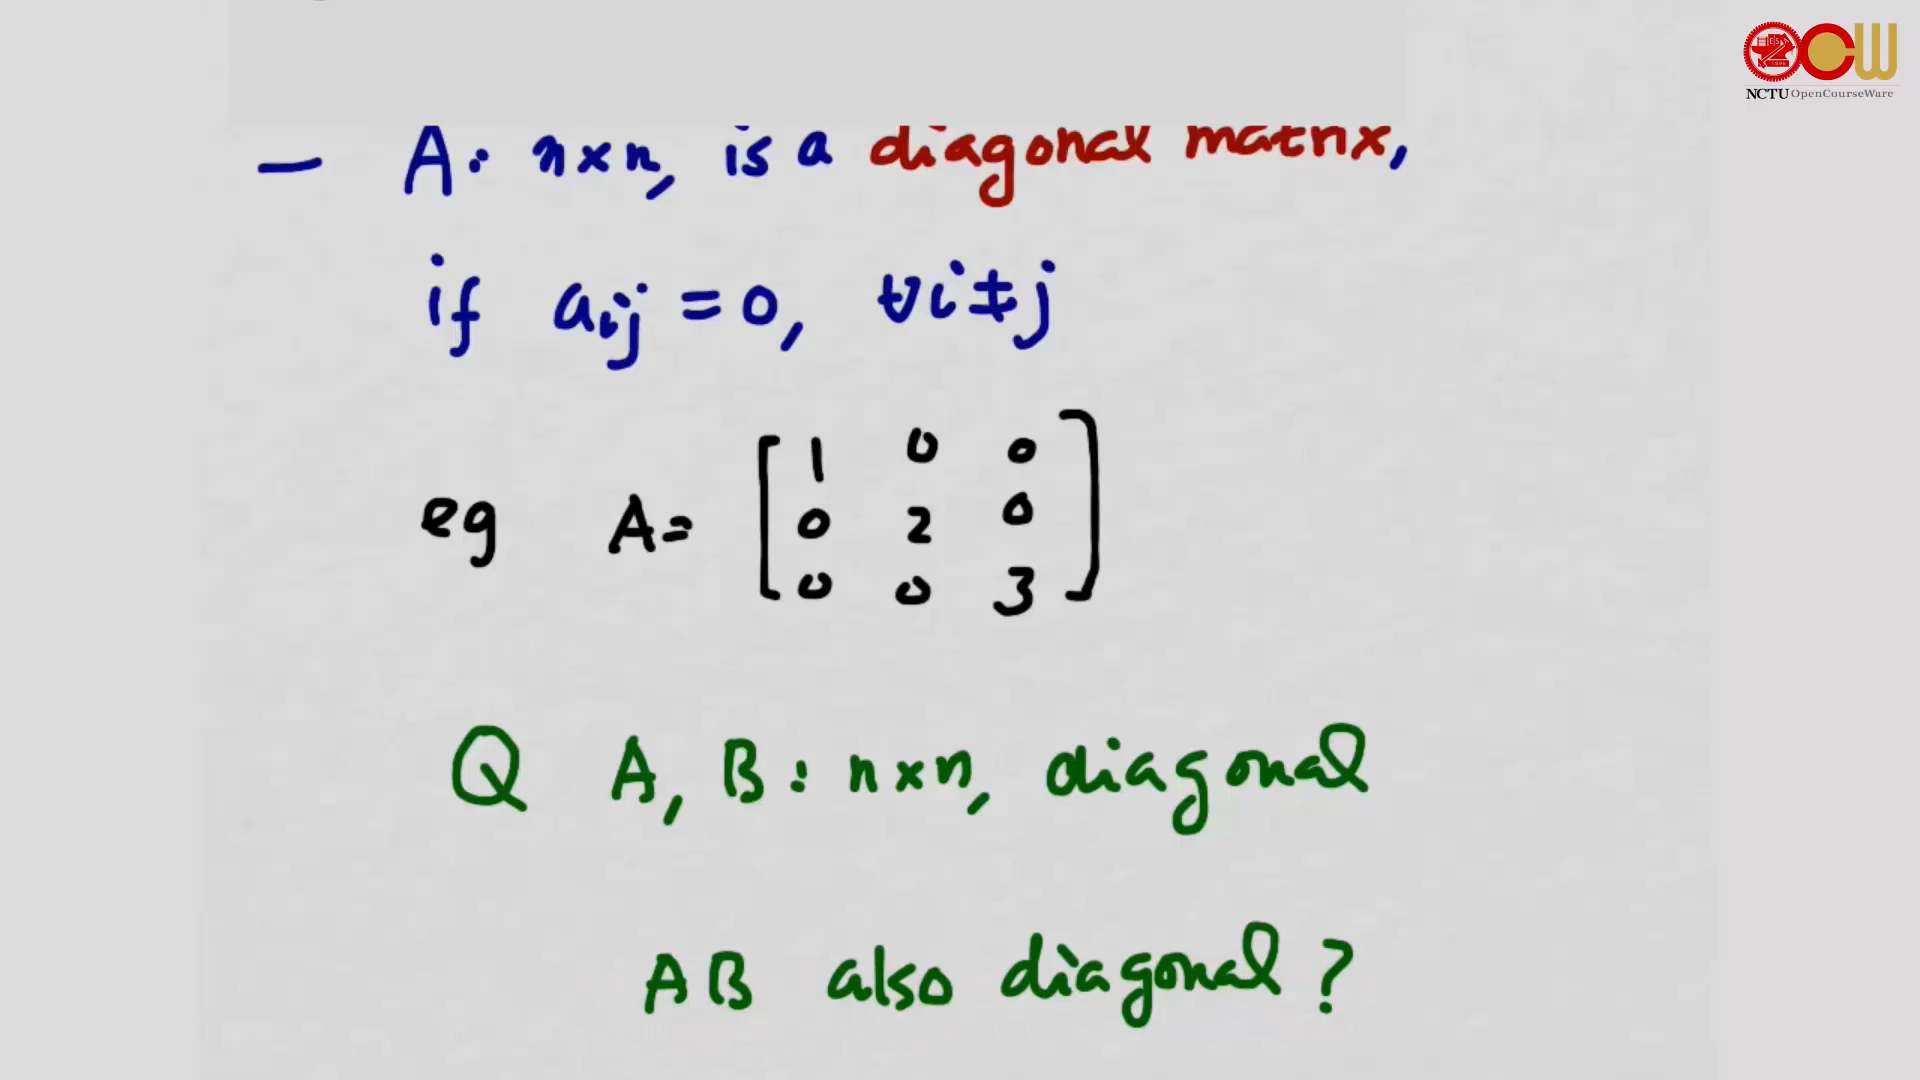 NCTU OpenCourseWare
— A: n×n, is a diagonal matrix,
if aij = 0, ∀i≠j
eg A= [1 0 0
0 2 0
0 0 3]
Q A, B: n×n, diagonal
AB also diagonal?